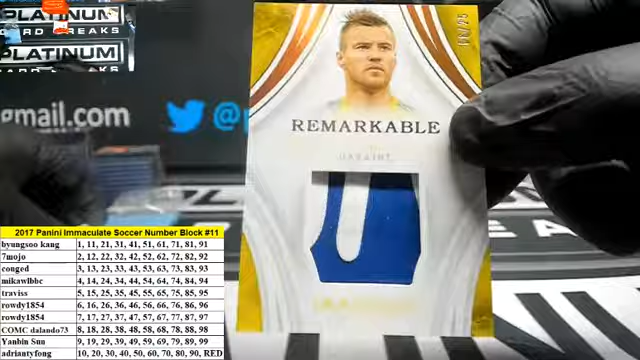 PLATINUM
CARD BREAKS
PLATINUM
CARD BREAKS
gmail.com
@p
REMARKABLE
UKRAINE
2017 Panini Immaculate Soccer Number Block #11
byungsoo kang 1, 11, 21, 31, 41, 51, 61, 71, 81, 91
7mojo 2, 12, 22, 32, 42, 52, 62, 72, 82, 92
conged 3, 13, 23, 33, 43, 53, 63, 73, 83, 93
mikawlbbc 4, 14, 24, 34, 44, 54, 64, 74, 84, 94
traviss 5, 15, 25, 35, 45, 55, 65, 75, 85, 95
rowdy1854 6, 16, 26, 36, 46, 56, 66, 76, 86, 96
rowdy1854 7, 17, 27, 37, 47, 57, 67, 77, 87, 97
COMC dalando73 8, 18, 28, 38, 48, 58, 68, 78, 88, 98
Yanbin Sun 9, 19, 29, 39, 49, 59, 69, 79, 89, 99
adriantyfong 10, 20, 30, 40, 50, 60, 70, 80, 90, RED